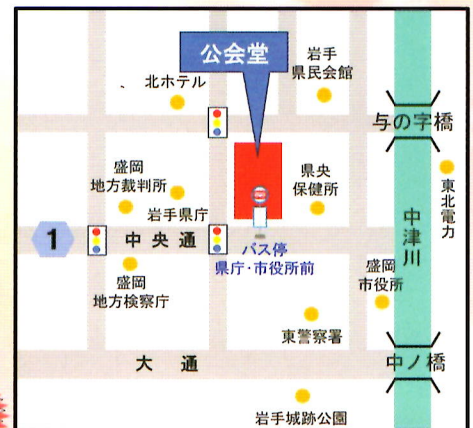 公会堂
岩手
県民会館
北ホテル
与の字橋
盛岡
地方裁判所
岩手県庁
県央
保健所
東北電力
中津川
1
中央通
バス停
県庁・市役所前
盛岡
市役所
盛岡
地方検察庁
東警察署
大通
中ノ橋
岩手城跡公園